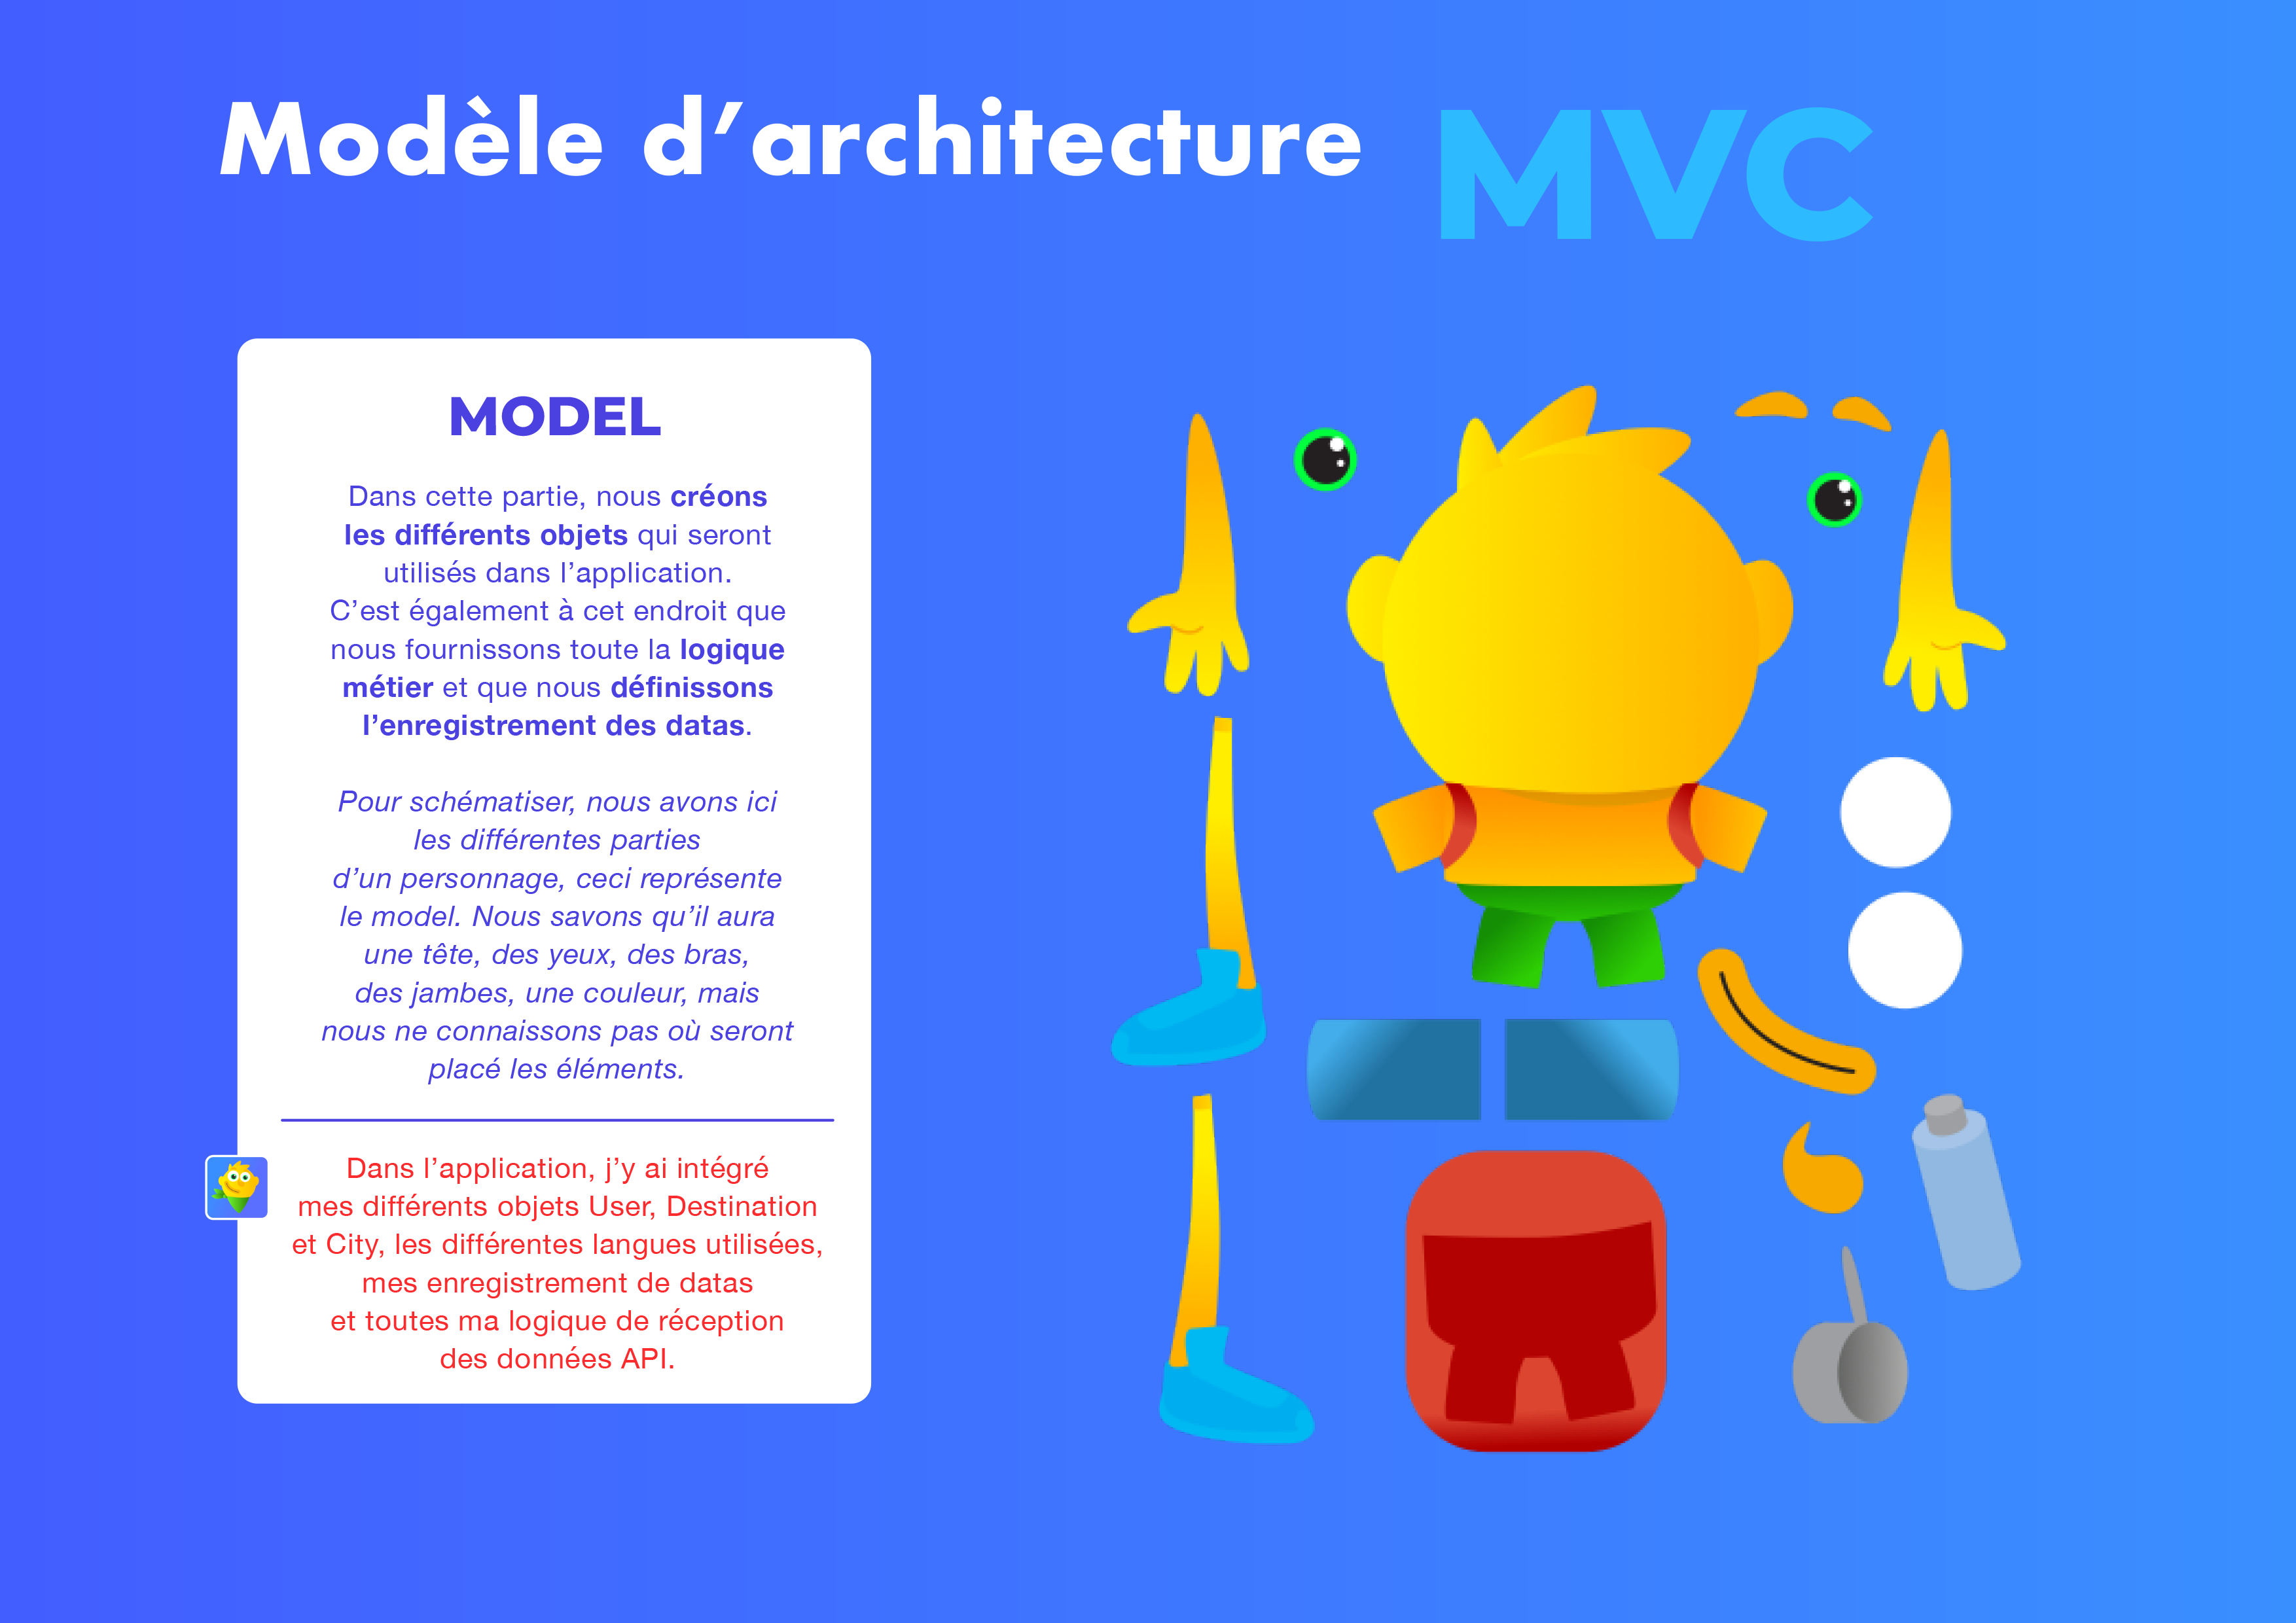 Modèle d’architecture MVC
MODEL
Dans cette partie, nous créons
les différents objets qui seront
utilisés dans l’application.
C’est également à cet endroit que
nous fournissons toute la logique
métier et que nous définissons
l’enregistrement des datas.
Pour schématiser, nous avons ici
les différentes parties
d’un personnage, ceci représente
le model. Nous savons qu’il aura
une tête, des yeux, des bras,
des jambes, une couleur, mais
nous ne connaissons pas où seront
placé les éléments.
Dans l’application, j’y ai intégré
mes différents objets User, Destination
et City, les différentes langues utilisées,
mes enregistrement de datas
et toutes ma logique de réception
des données API.